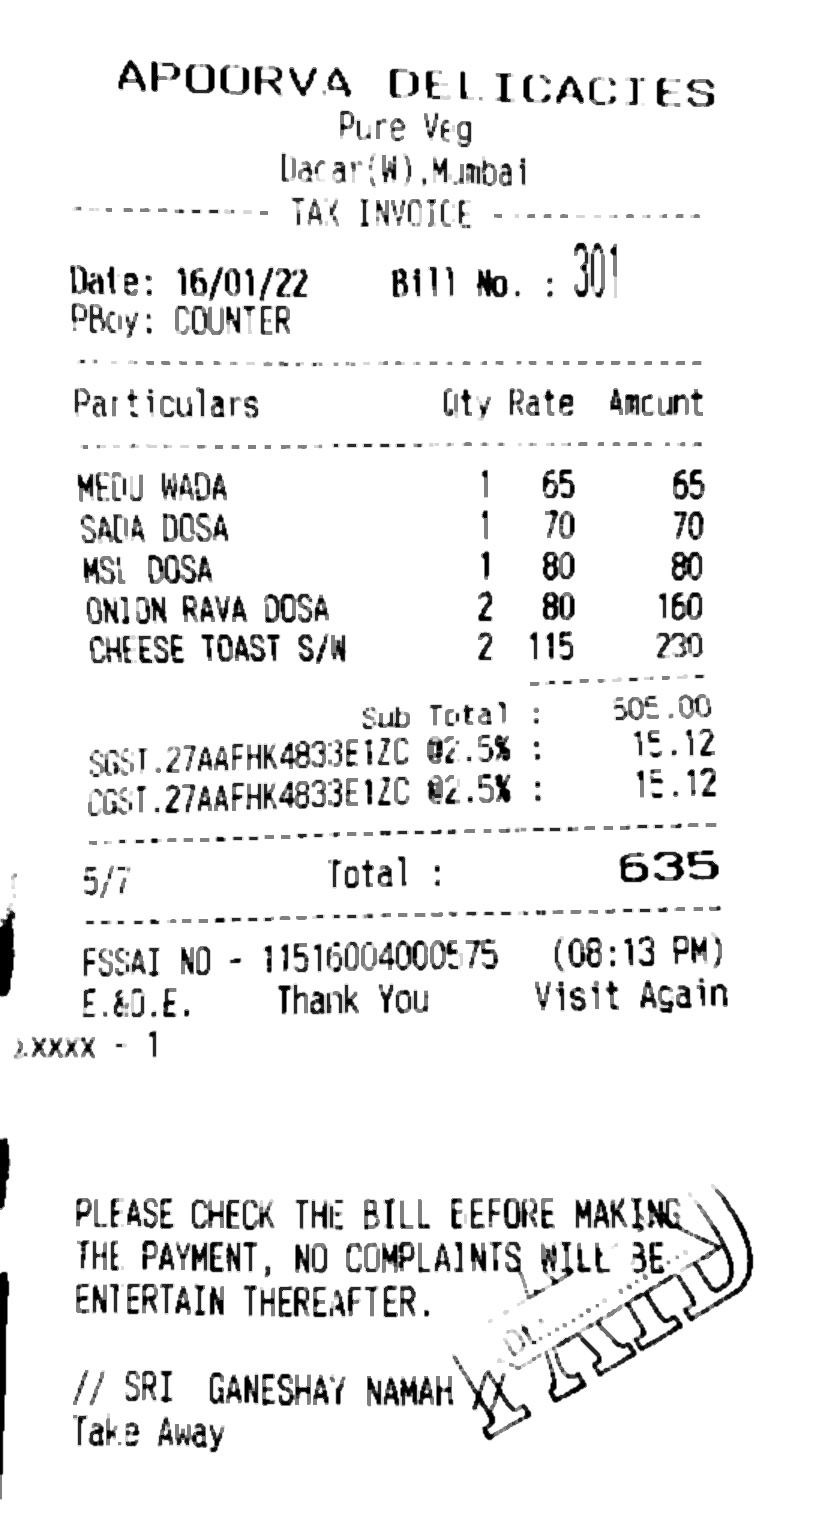 APOORVA DELICACIES
Pure Veg
Dadar(W),Mumbai
------------ TAX INVOICE -------------
Date: 16/01/22 Bill No. : 301
PBoy: COUNTER
Particulars Qty Rate Amount
MEDU WADA 1 65 65
SADA DOSA 1 70 70
MSL DOSA 1 80 80
ONION RAVA DOSA 2 80 160
CHEESE TOAST S/W 2 115 230
Sub Total : 605.00
SGST.27AAFHK4833E1ZC @2.5% : 15.12
CGST.27AAFHK4833E1ZC @2.5% : 15.12
5/7 Total : 635
FSSAI NO - 11516004000575 (08:13 PM)
E.&O.E. Thank You Visit Again
xxxx - 1
PLEASE CHECK THE BILL BEFORE MAKING
THE PAYMENT, NO COMPLAINTS WILL BE
ENTERTAIN THEREAFTER.
// SRI GANESHAY NAMAH
Take Away